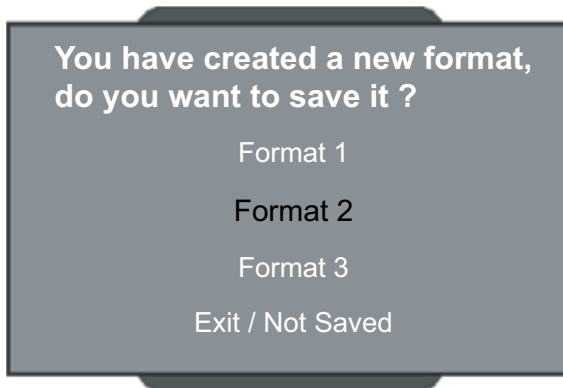 You have created a new format,
do you want to save it ?
Format 1
Format 2
Format 3
Exit / Not Saved